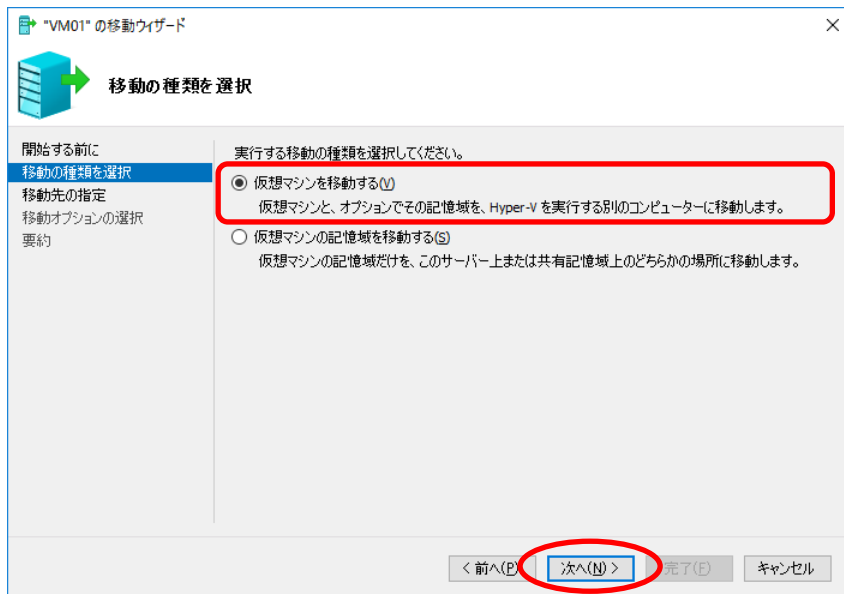 "VM01" の移動ウィザード
移動の種類を選択
開始する前に
移動の種類を選択
移動先の指定
移動オプションの選択
要約
実行する移動の種類を選択してください。
仮想マシンを移動する(V)
仮想マシンと、オプションでその記憶域を、Hyper-V を実行する別のコンピューターに移動します。
仮想マシンの記憶域を移動する(S)
仮想マシンの記憶域だけを、このサーバー上または共有記憶域上のどちらかの場所に移動します。
< 前へ(P)
次へ(N) >
完了(F)
キャンセル